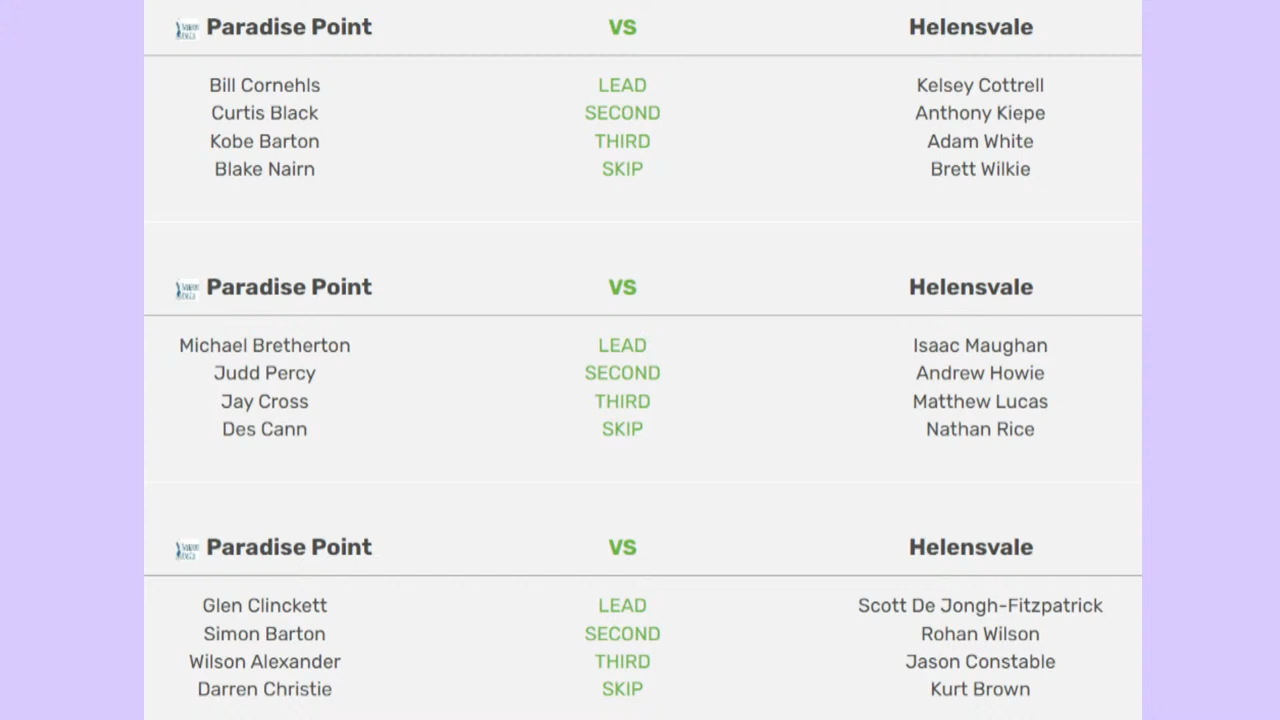 Paradise Point VS Helensvale
Bill Cornehls LEAD Kelsey Cottrell
Curtis Black SECOND Anthony Kiepe
Kobe Barton THIRD Adam White
Blake Nairn SKIP Brett Wilkie
Paradise Point VS Helensvale
Michael Bretherton LEAD Isaac Maughan
Judd Percy SECOND Andrew Howie
Jay Cross THIRD Matthew Lucas
Des Cann SKIP Nathan Rice
Paradise Point VS Helensvale
Glen Clinckett LEAD Scott De Jongh-Fitzpatrick
Simon Barton SECOND Rohan Wilson
Wilson Alexander THIRD Jason Constable
Darren Christie SKIP Kurt Brown